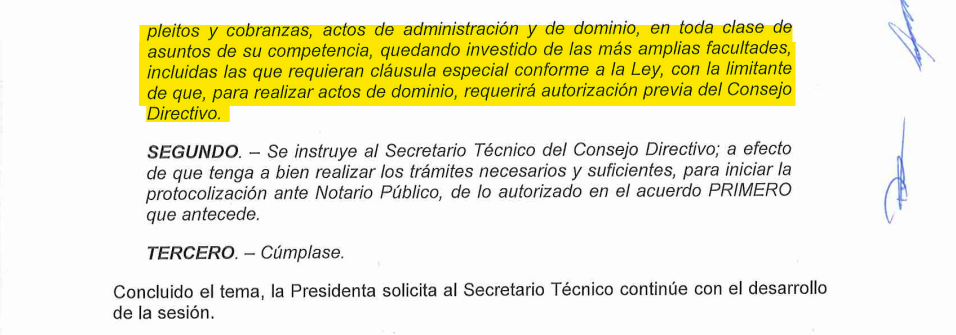 pleitos y cobranzas, actos de administración y de dominio, en toda clase de
asuntos de su competencia, quedando investido de las más amplias facultades,
incluidas las que requieran cláusula especial conforme a la Ley, con la limitante
de que, para realizar actos de dominio, requerirá autorización previa del Consejo
Directivo.
SEGUNDO. – Se instruye al Secretario Técnico del Consejo Directivo; a efecto
de que tenga a bien realizar los trámites necesarios y suficientes, para iniciar la
protocolización ante Notario Público, de lo autorizado en el acuerdo PRIMERO
que antecede.
TERCERO. – Cúmplase.
Concluido el tema, la Presidenta solicita al Secretario Técnico continúe con el desarrollo
de la sesión.